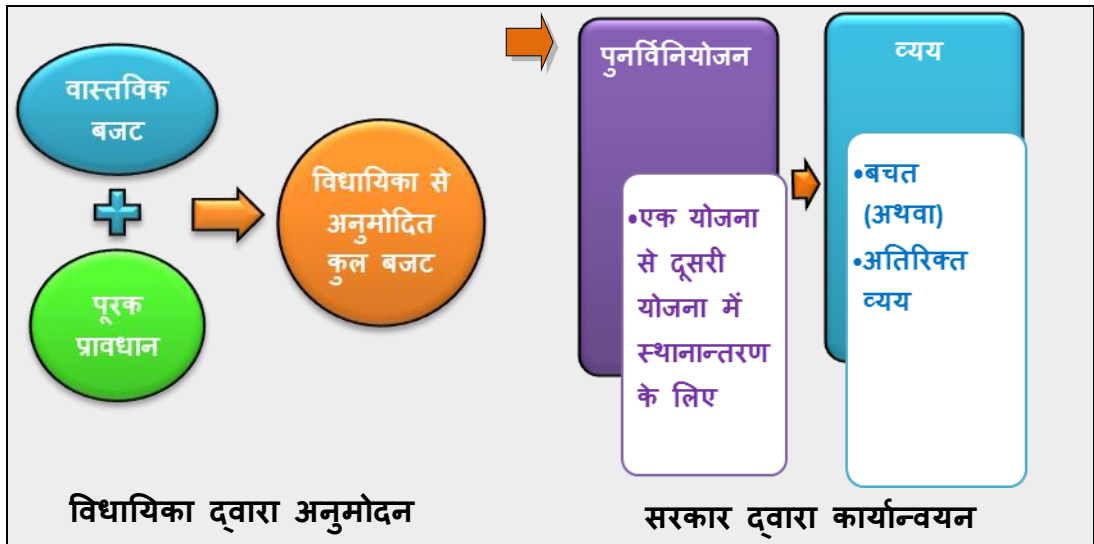 वास्तविक
बजट
पूरक
प्रावधान
विधायिका से
अनुमोदित
कुल बजट
विधायिका द्वारा अनुमोदन
पुनर्विनियोजन
•एक योजना
से दूसरी
योजना में
स्थानान्तरण
के लिए
व्यय
•बचत
(अथवा)
•अतिरिक्त
व्यय
सरकार द्वारा कार्यान्वयन